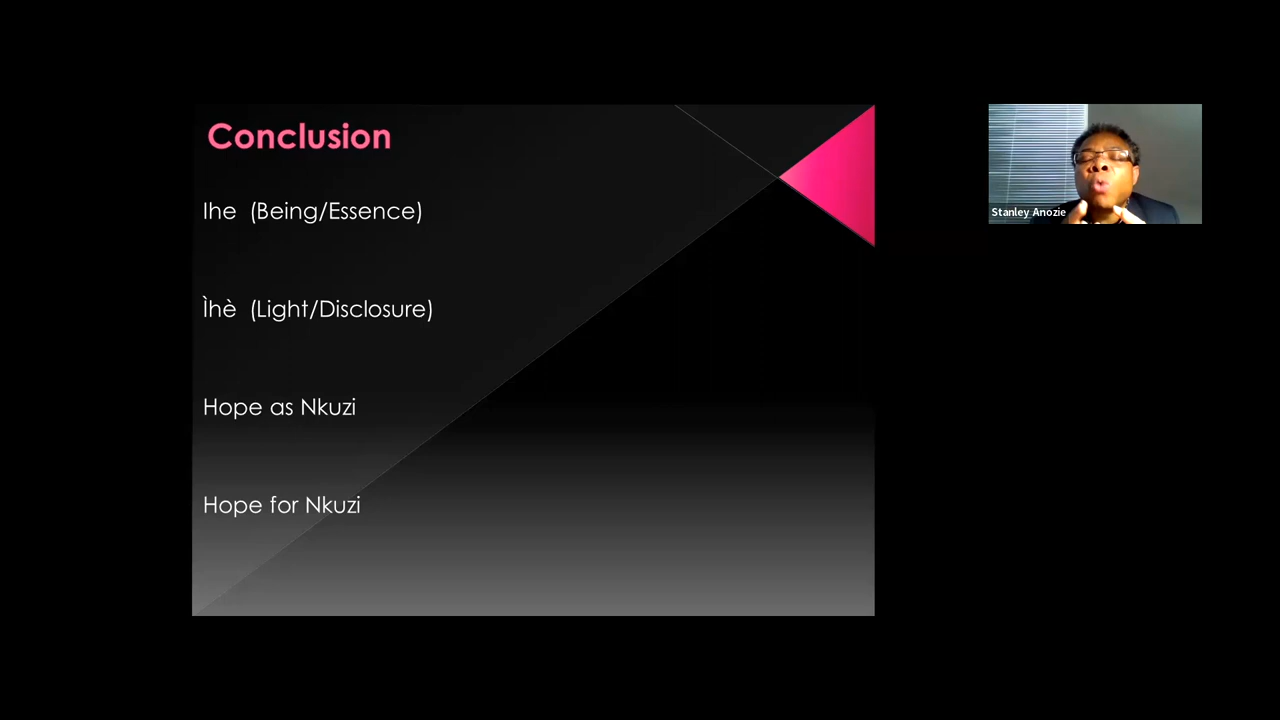 Conclusion
Ihe (Being/Essence)
Ìhè (Light/Disclosure)
Hope as Nkuzi
Hope for Nkuzi
Stanley Anozie